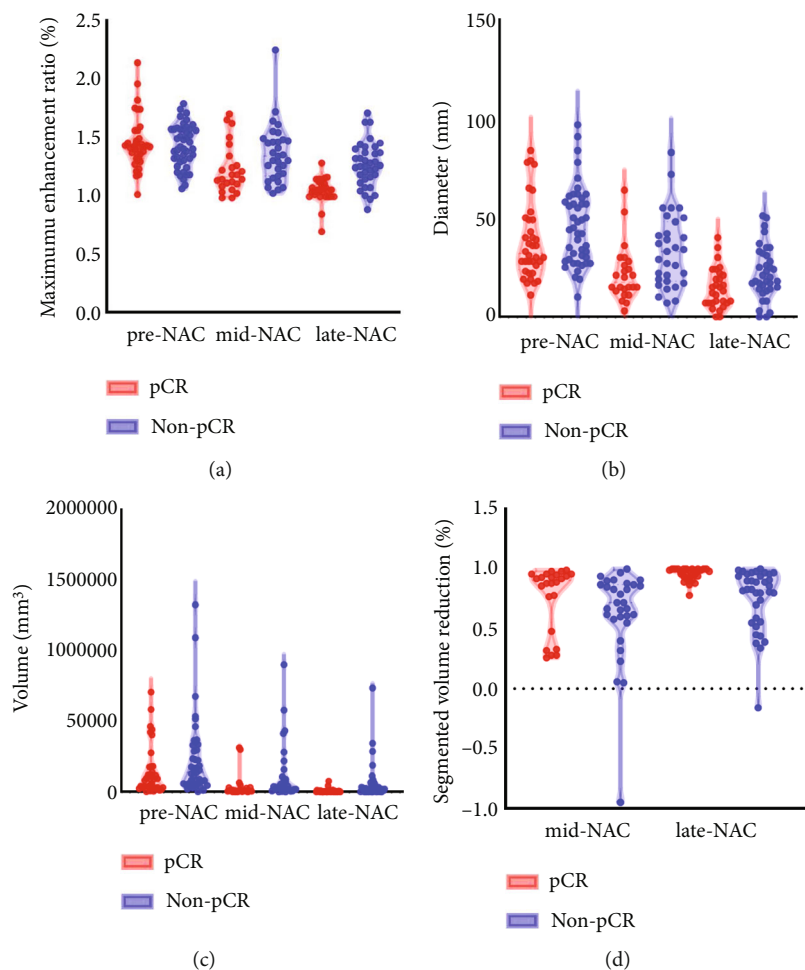 2.5
2.0
1.5
1.0
0.5
0.0
Maximumu enhancement ratio (%)
pre-NAC mid-NAC late-NAC
pCR
Non-pCR
(a)
150
100
50
0
Diameter (mm)
pre-NAC mid-NAC late-NAC
pCR
Non-pCR
(b)
2000000
1500000
1000000
50000
0
Volume (mm³)
pre-NAC mid-NAC late-NAC
pCR
Non-pCR
(c)
1.5
1.0
0.5
0.0
–0.5
–1.0
Segmented volume reduction (%)
mid-NAC late-NAC
pCR
Non-pCR
(d)